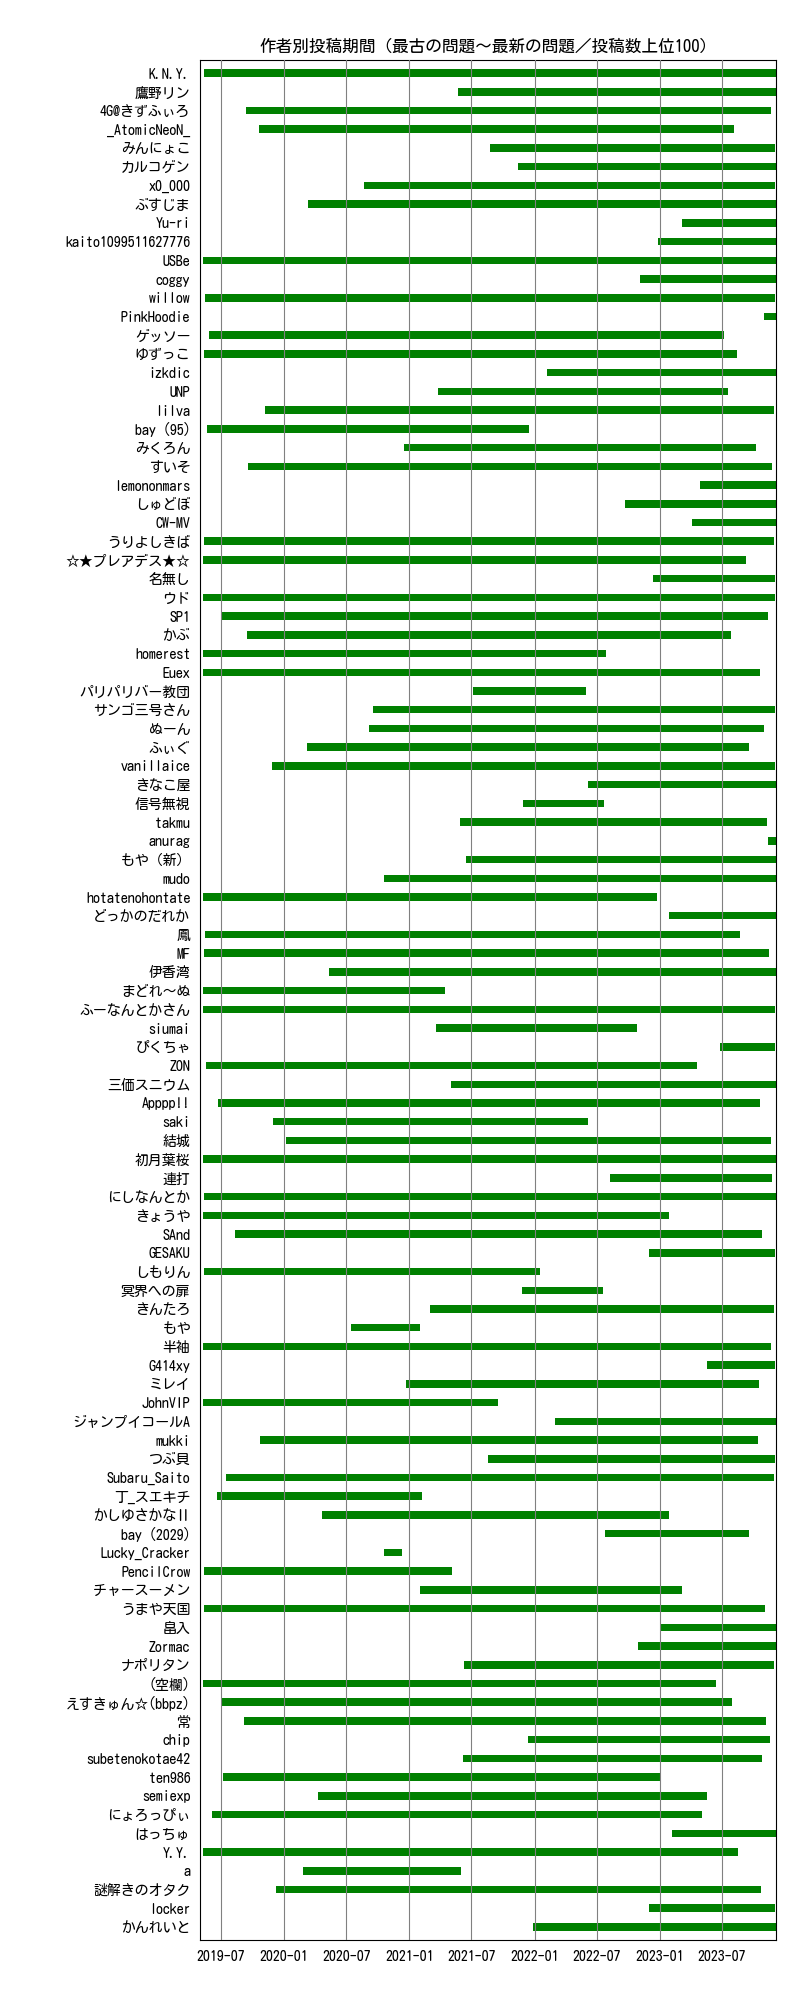 作者別投稿期間（最古の問題～最新の問題／投稿数上位100）
K.N.Y.
鷹野リン
4G@きずふぃろ
_AtomicNeoN_
みんにょこ
カルコゲン
x0_000
ぶすじま
Yu-ri
kaito1099511627776
USBe
coggy
willow
PinkHoodie
ゲッソー
ゆずっこ
izkdic
UNP
lilva
bay (95)
みくろん
すいそ
lemononmars
しゅどぼ
CW-MV
うりよしきば
☆★プレアデス★☆
名無し
ウド
SP1
かぶ
homerest
Euex
パリパリバー教団
サンゴ三号さん
ぬーん
ふぃぐ
vanillaice
きなこ屋
信号無視
takmu
anurag
もや（新）
mudo
hotatenohontate
どっかのだれか
鳳
MF
伊香湾
まどれ～ぬ
ふーなんとかさん
siumai
ぴくちゃ
ZON
三価スニウム
Appppll
saki
結城
初月葉桜
連打
にしなんとか
きょうや
SAnd
GESAKU
しもりん
冥界への扉
きんたろ
もや
半袖
G414xy
ミレイ
JohnVIP
ジャンプイコールA
mukki
つぶ貝
Subaru_Saito
丁_スエキチ
かしゆさかなII
bay (2029)
Lucky_Cracker
PencilCrow
チャースーメン
うまや天国
畠入
Zormac
ナポリタン
(空欄)
えすきゅん☆(bbpz)
常
chip
subetenokotae42
ten986
semiexp
にょろっぴぃ
はっちゅ
Y.Y.
a
謎解きのオタク
locker
かんれいと
2019-07 2020-01 2020-07 2021-01 2021-07 2022-01 2022-07 2023-01 2023-07